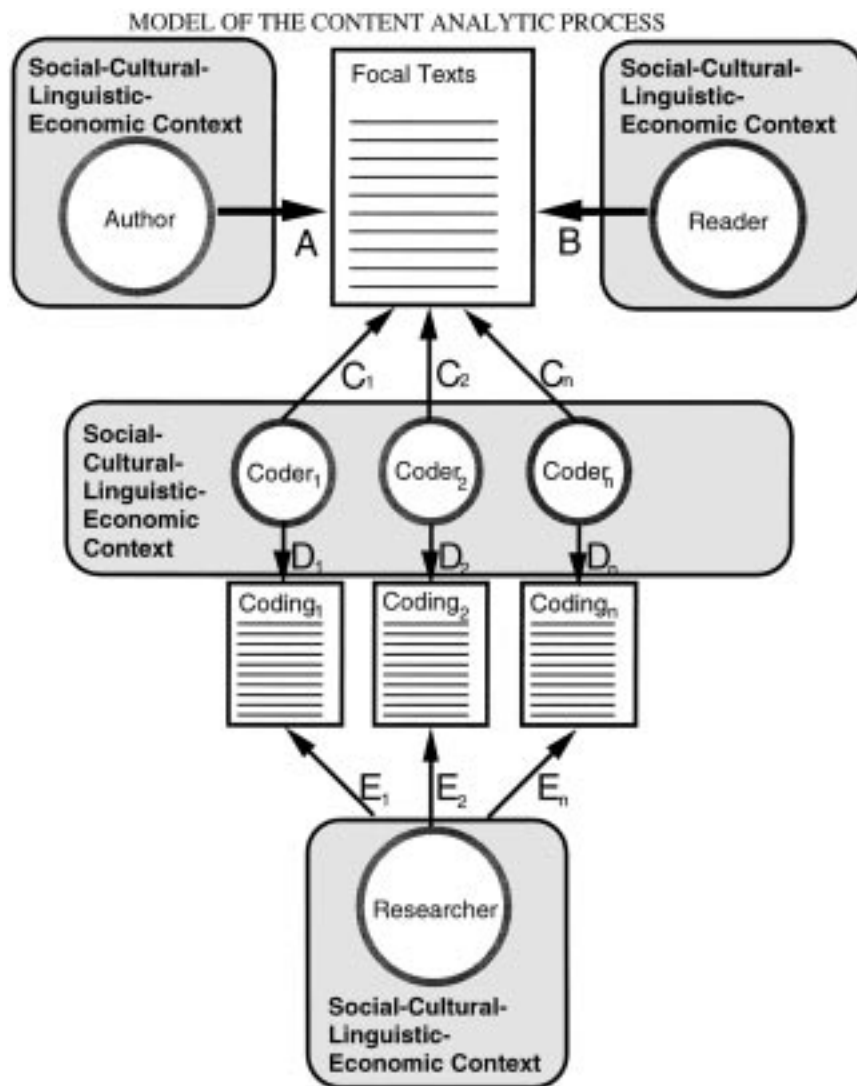 MODEL OF THE CONTENT ANALYTIC PROCESS
Social-Cultural-
Linguistic-
Economic Context
Author
A
Focal Texts
Social-Cultural-
Linguistic-
Economic Context
Reader
B
C1
C2
Cn
Social-
Cultural-
Linguistic-
Economic
Context
Coder1
Coder2
Codern
D1
D2
Dn
Coding1
Coding2
Codingn
E1
E2
En
Researcher
Social-Cultural-
Linguistic-
Economic Context